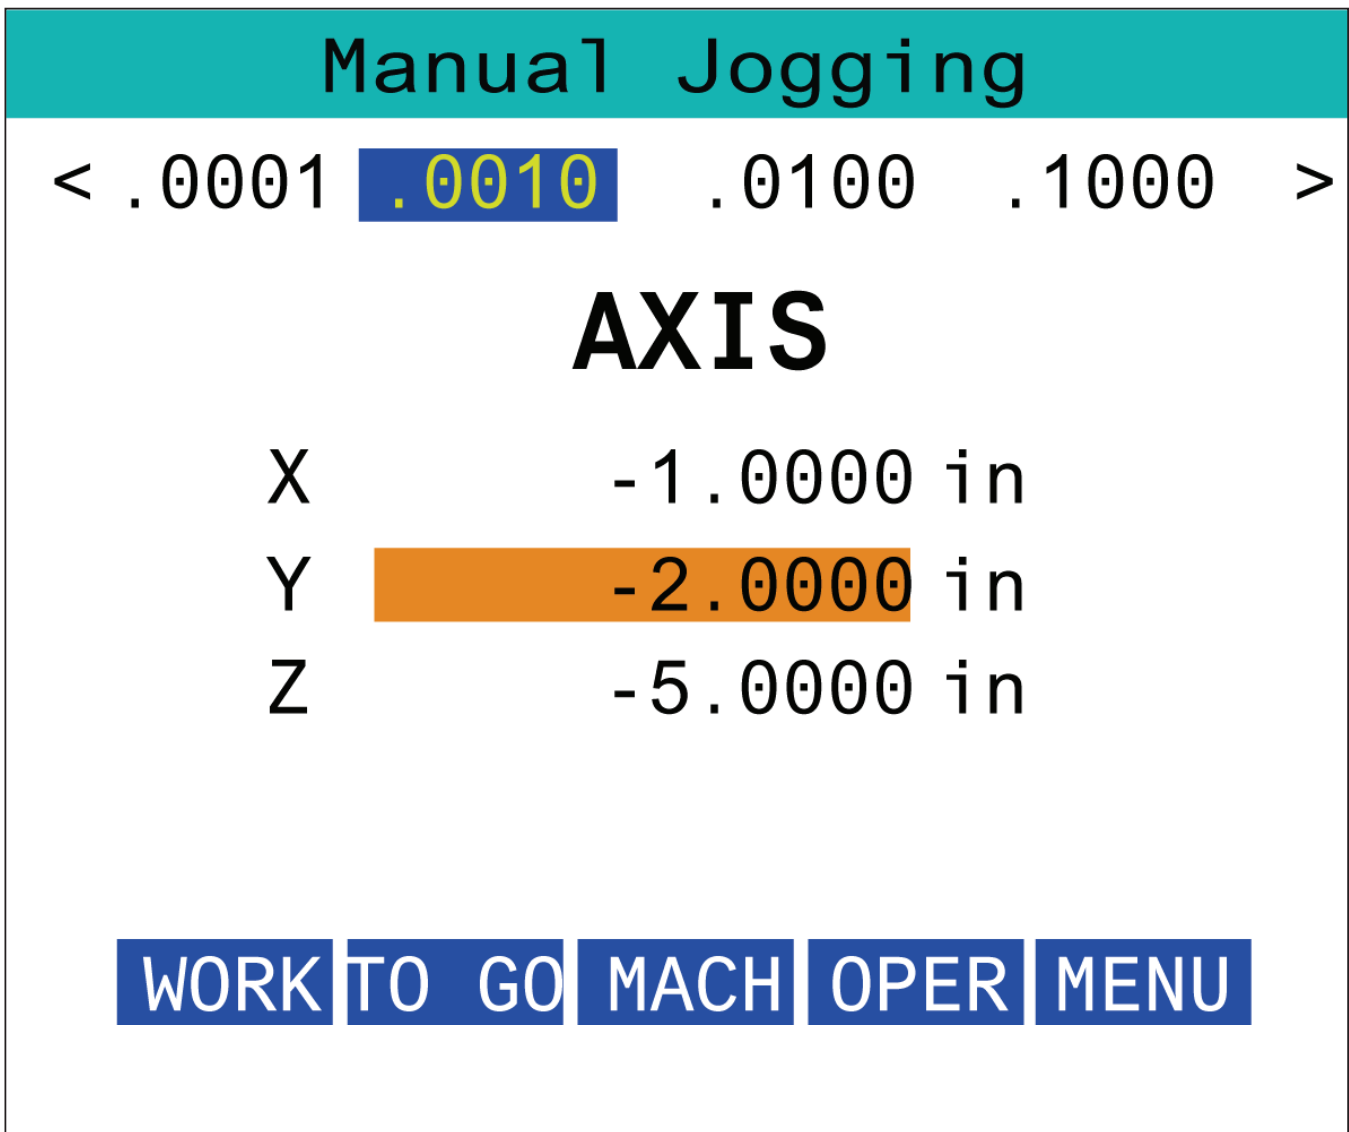 Manual Jogging
< .0001 .0010 .0100 .1000 >
AXIS
X -1.0000 in
Y -2.0000 in
Z -5.0000 in
WORK TO GO MACH OPER MENU